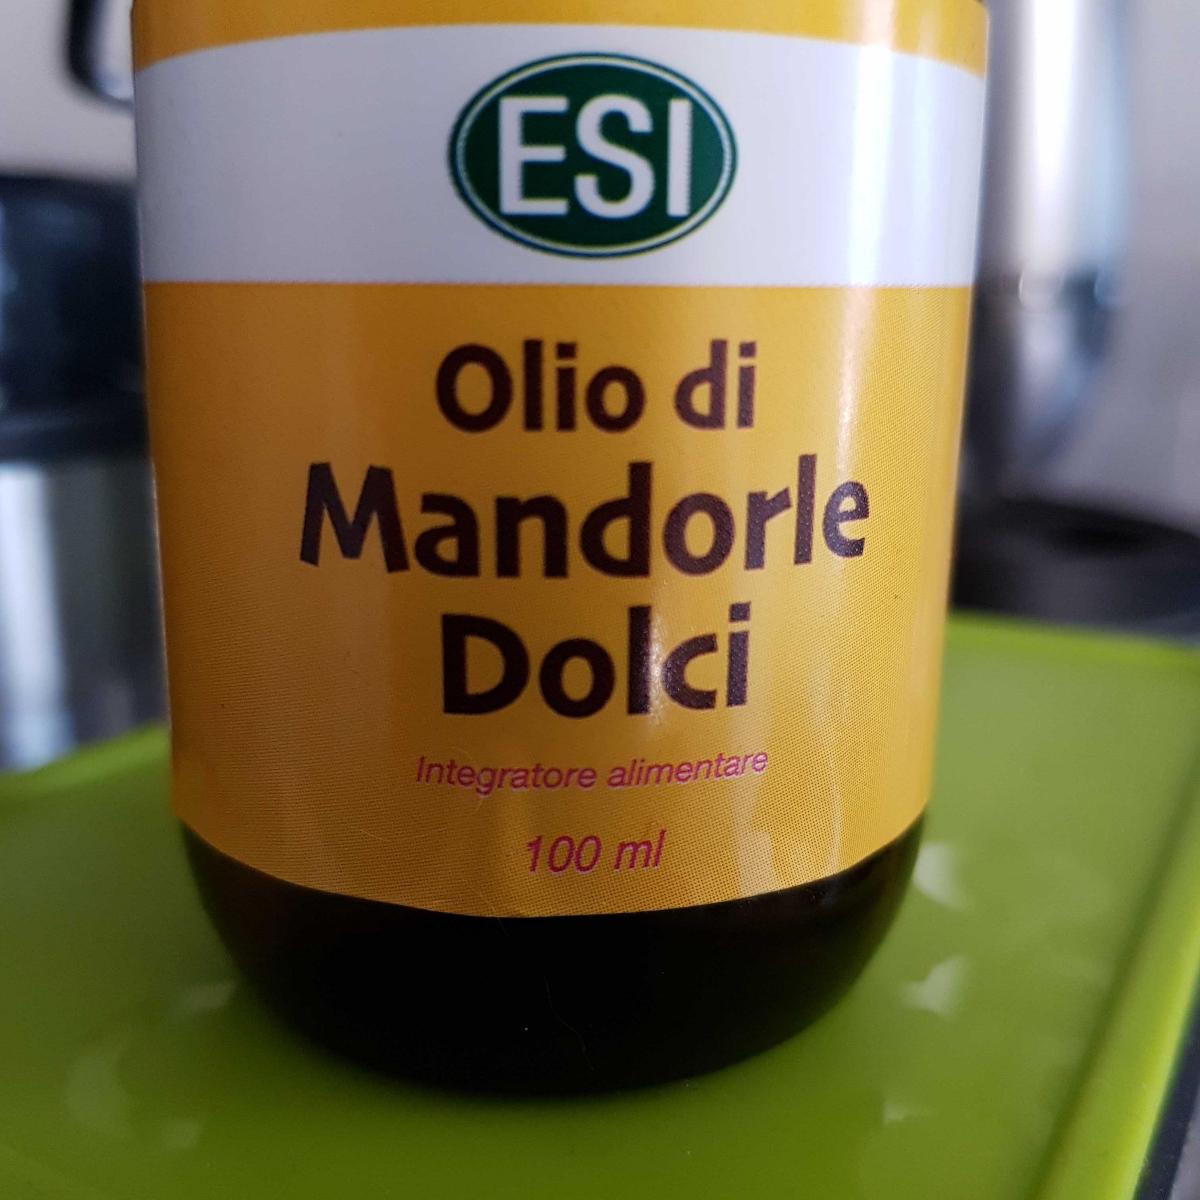 ESI
Olio di
Mandorle
Dolci
Integratore alimentare
100 ml